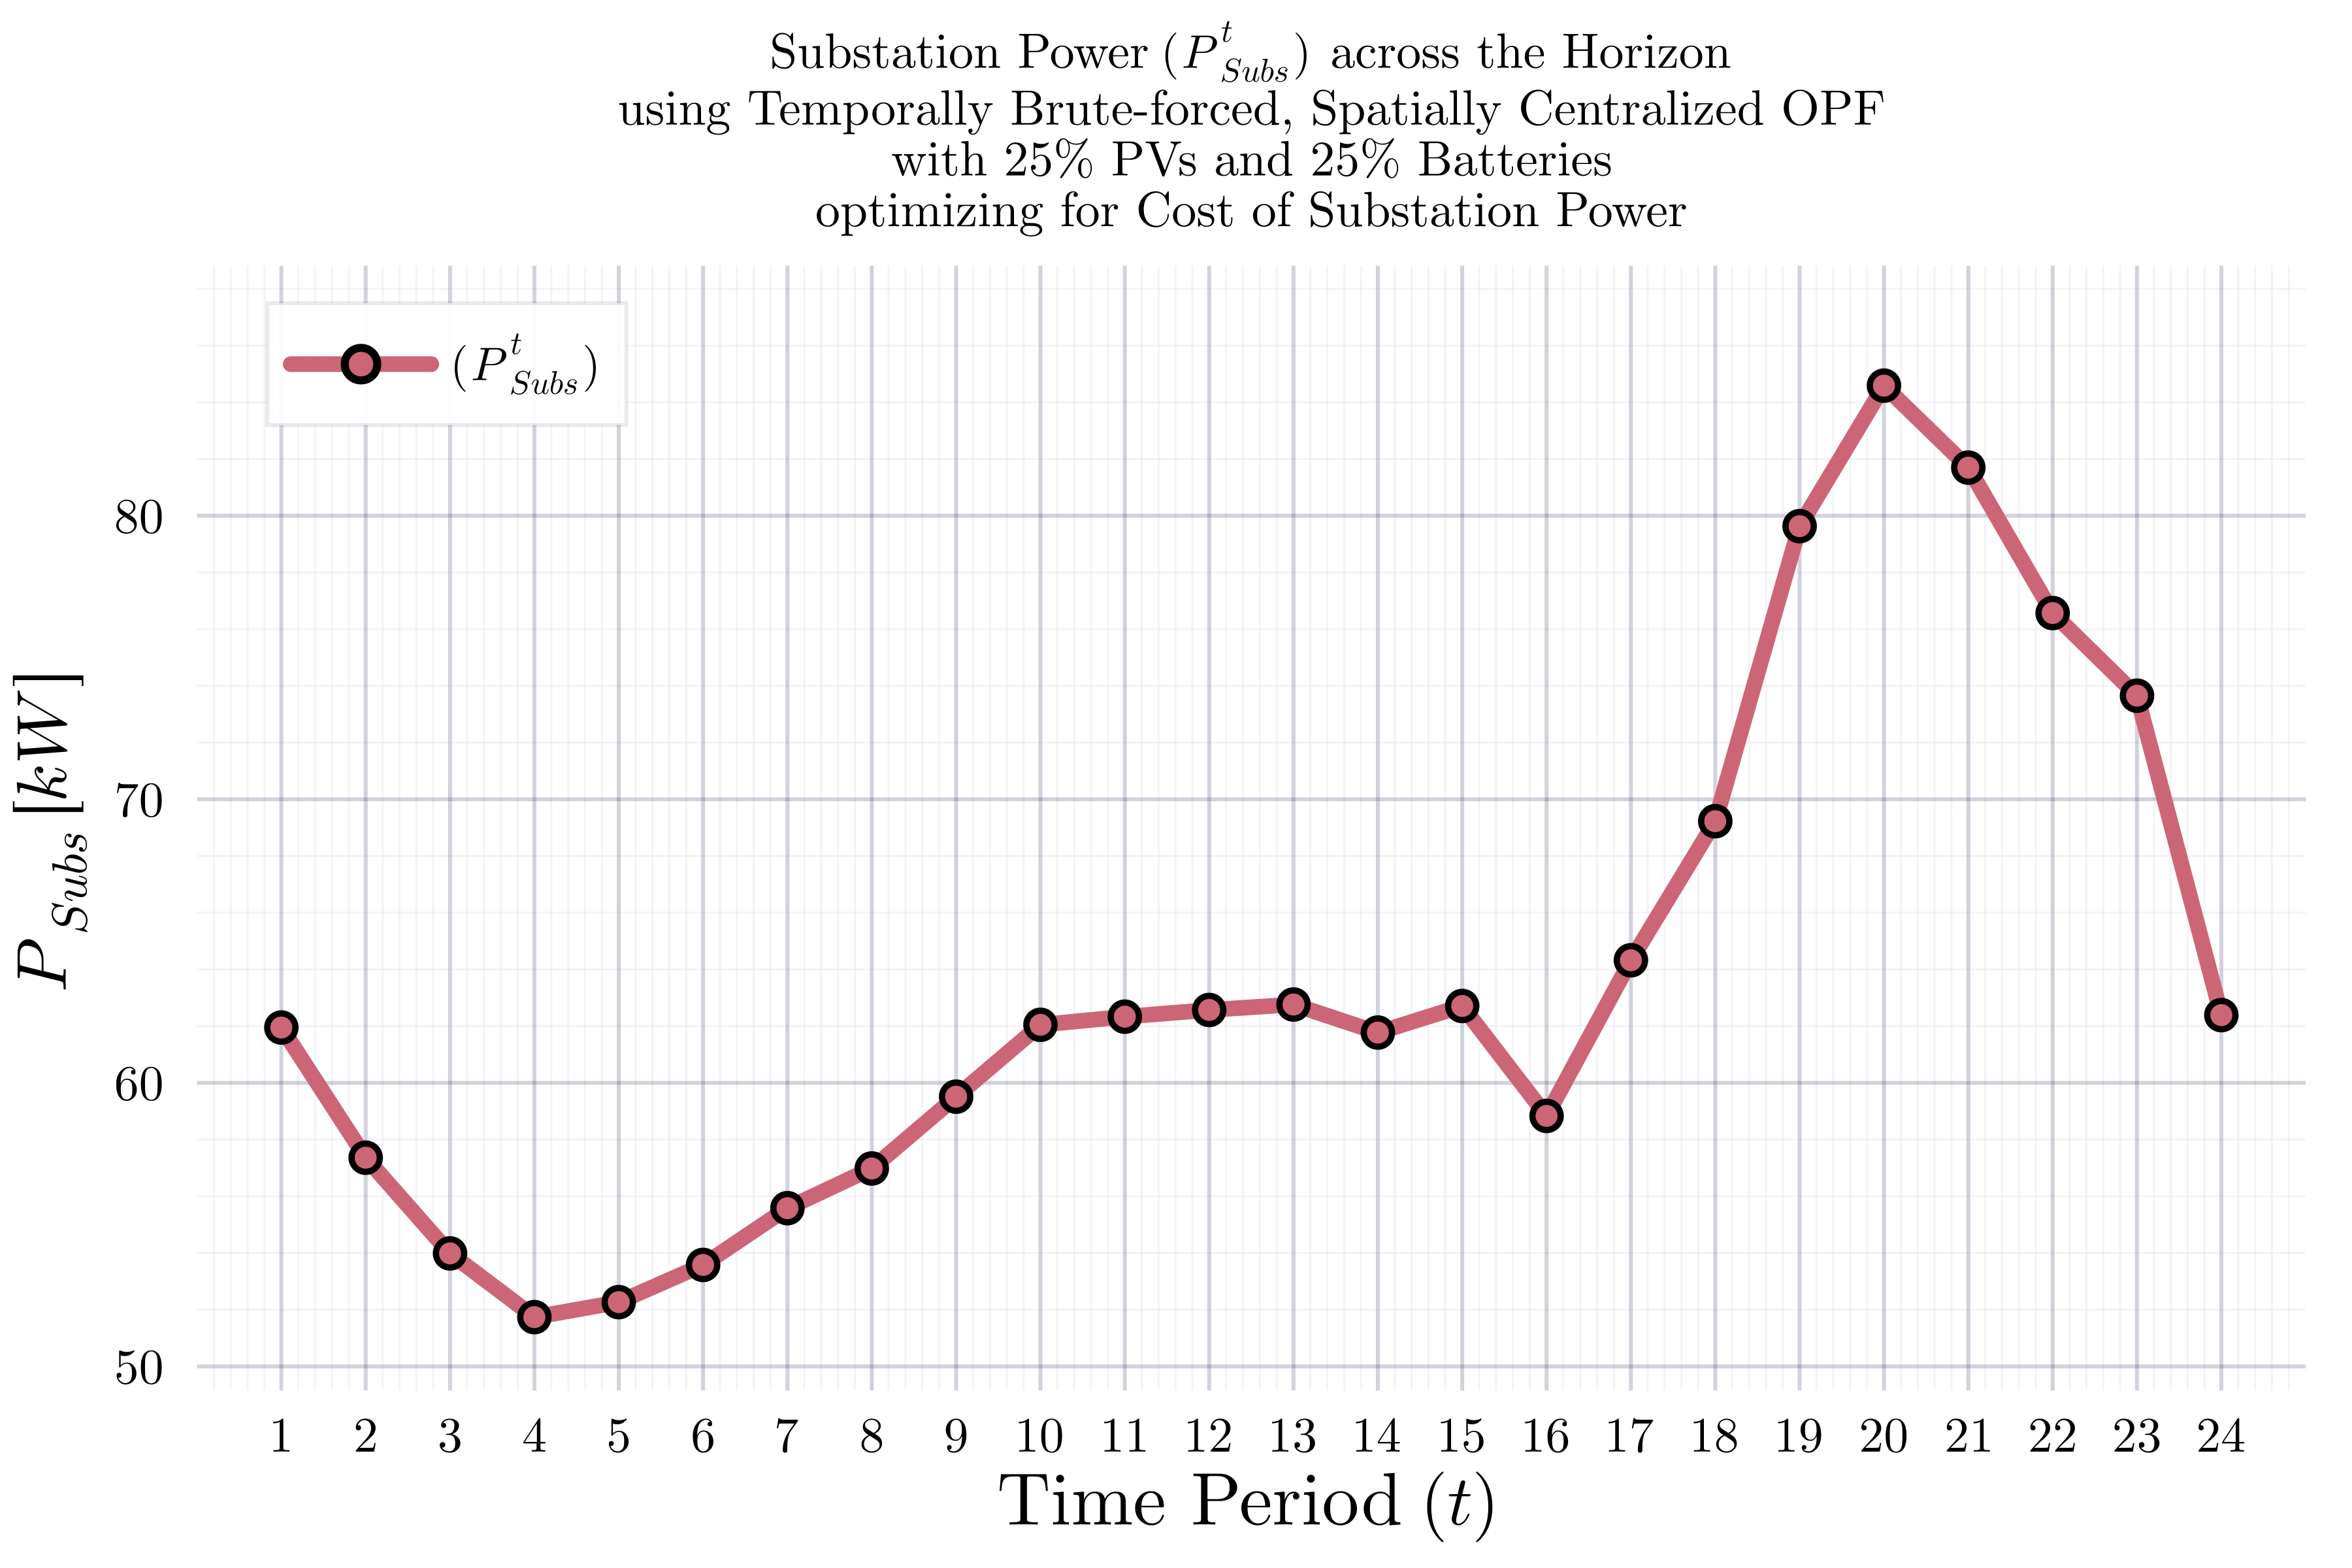 Substation Power (P^t_Subs) across the Horizon
using Temporally Brute-forced, Spatially Centralized OPF
with 25% PVs and 25% Batteries
optimizing for Cost of Substation Power
(P^t_Subs)
P_Subs [kW]
80
70
60
50
1 2 3 4 5 6 7 8 9 10 11 12 13 14 15 16 17 18 19 20 21 22 23 24
Time Period (t)